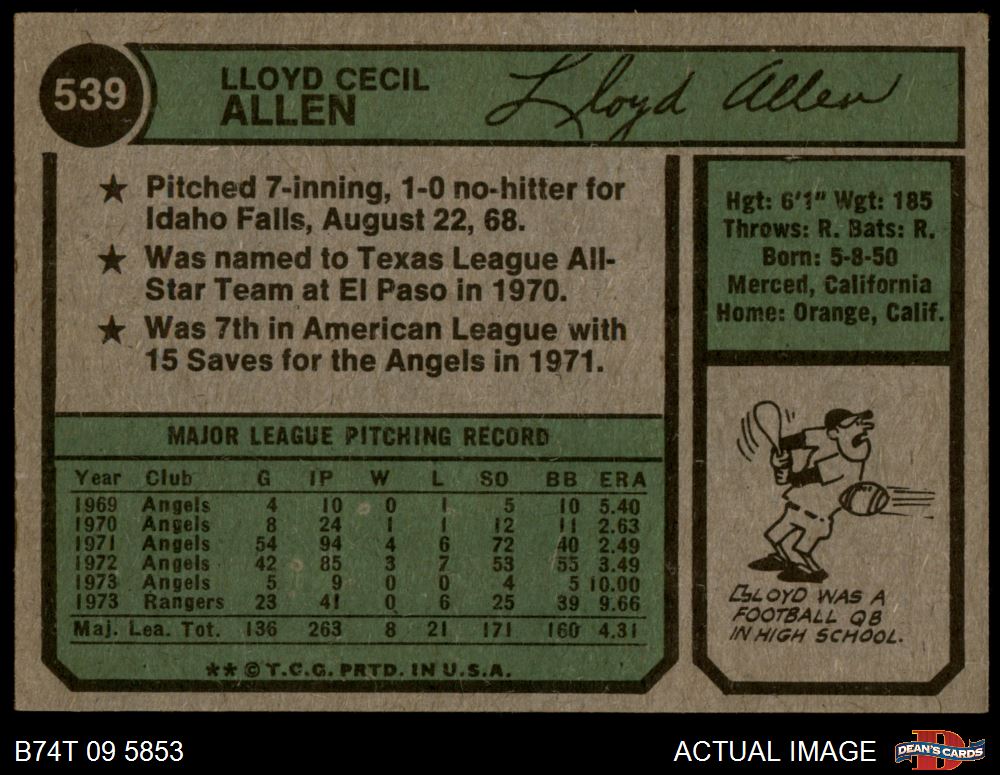 539
LLOYD CECIL
ALLEN
Lloyd Allen
★ Pitched 7-inning, 1-0 no-hitter for
Idaho Falls, August 22, 68.
★ Was named to Texas League All-
Star Team at El Paso in 1970.
★ Was 7th in American League with
15 Saves for the Angels in 1971.
Hgt: 6'1" Wgt: 185
Throws: R. Bats: R.
Born: 5-8-50
Merced, California
Home: Orange, Calif.
MAJOR LEAGUE PITCHING RECORD
Year Club G IP W L SO BB ERA
1969 Angels 4 10 0 1 5 10 5.40
1970 Angels 8 24 1 1 12 11 2.63
1971 Angels 54 94 4 6 72 40 2.49
1972 Angels 42 85 3 7 53 55 3.49
1973 Angels 5 9 0 0 4 5 10.00
1973 Rangers 23 41 0 6 25 39 9.66
Maj. Lea. Tot. 136 263 8 21 171 160 4.31
** © T.C.G. PRTD. IN U.S.A.
LLOYD WAS A
FOOTBALL QB
IN HIGH SCHOOL.
B74T 09 5853
ACTUAL IMAGE
DEAN'S CARDS